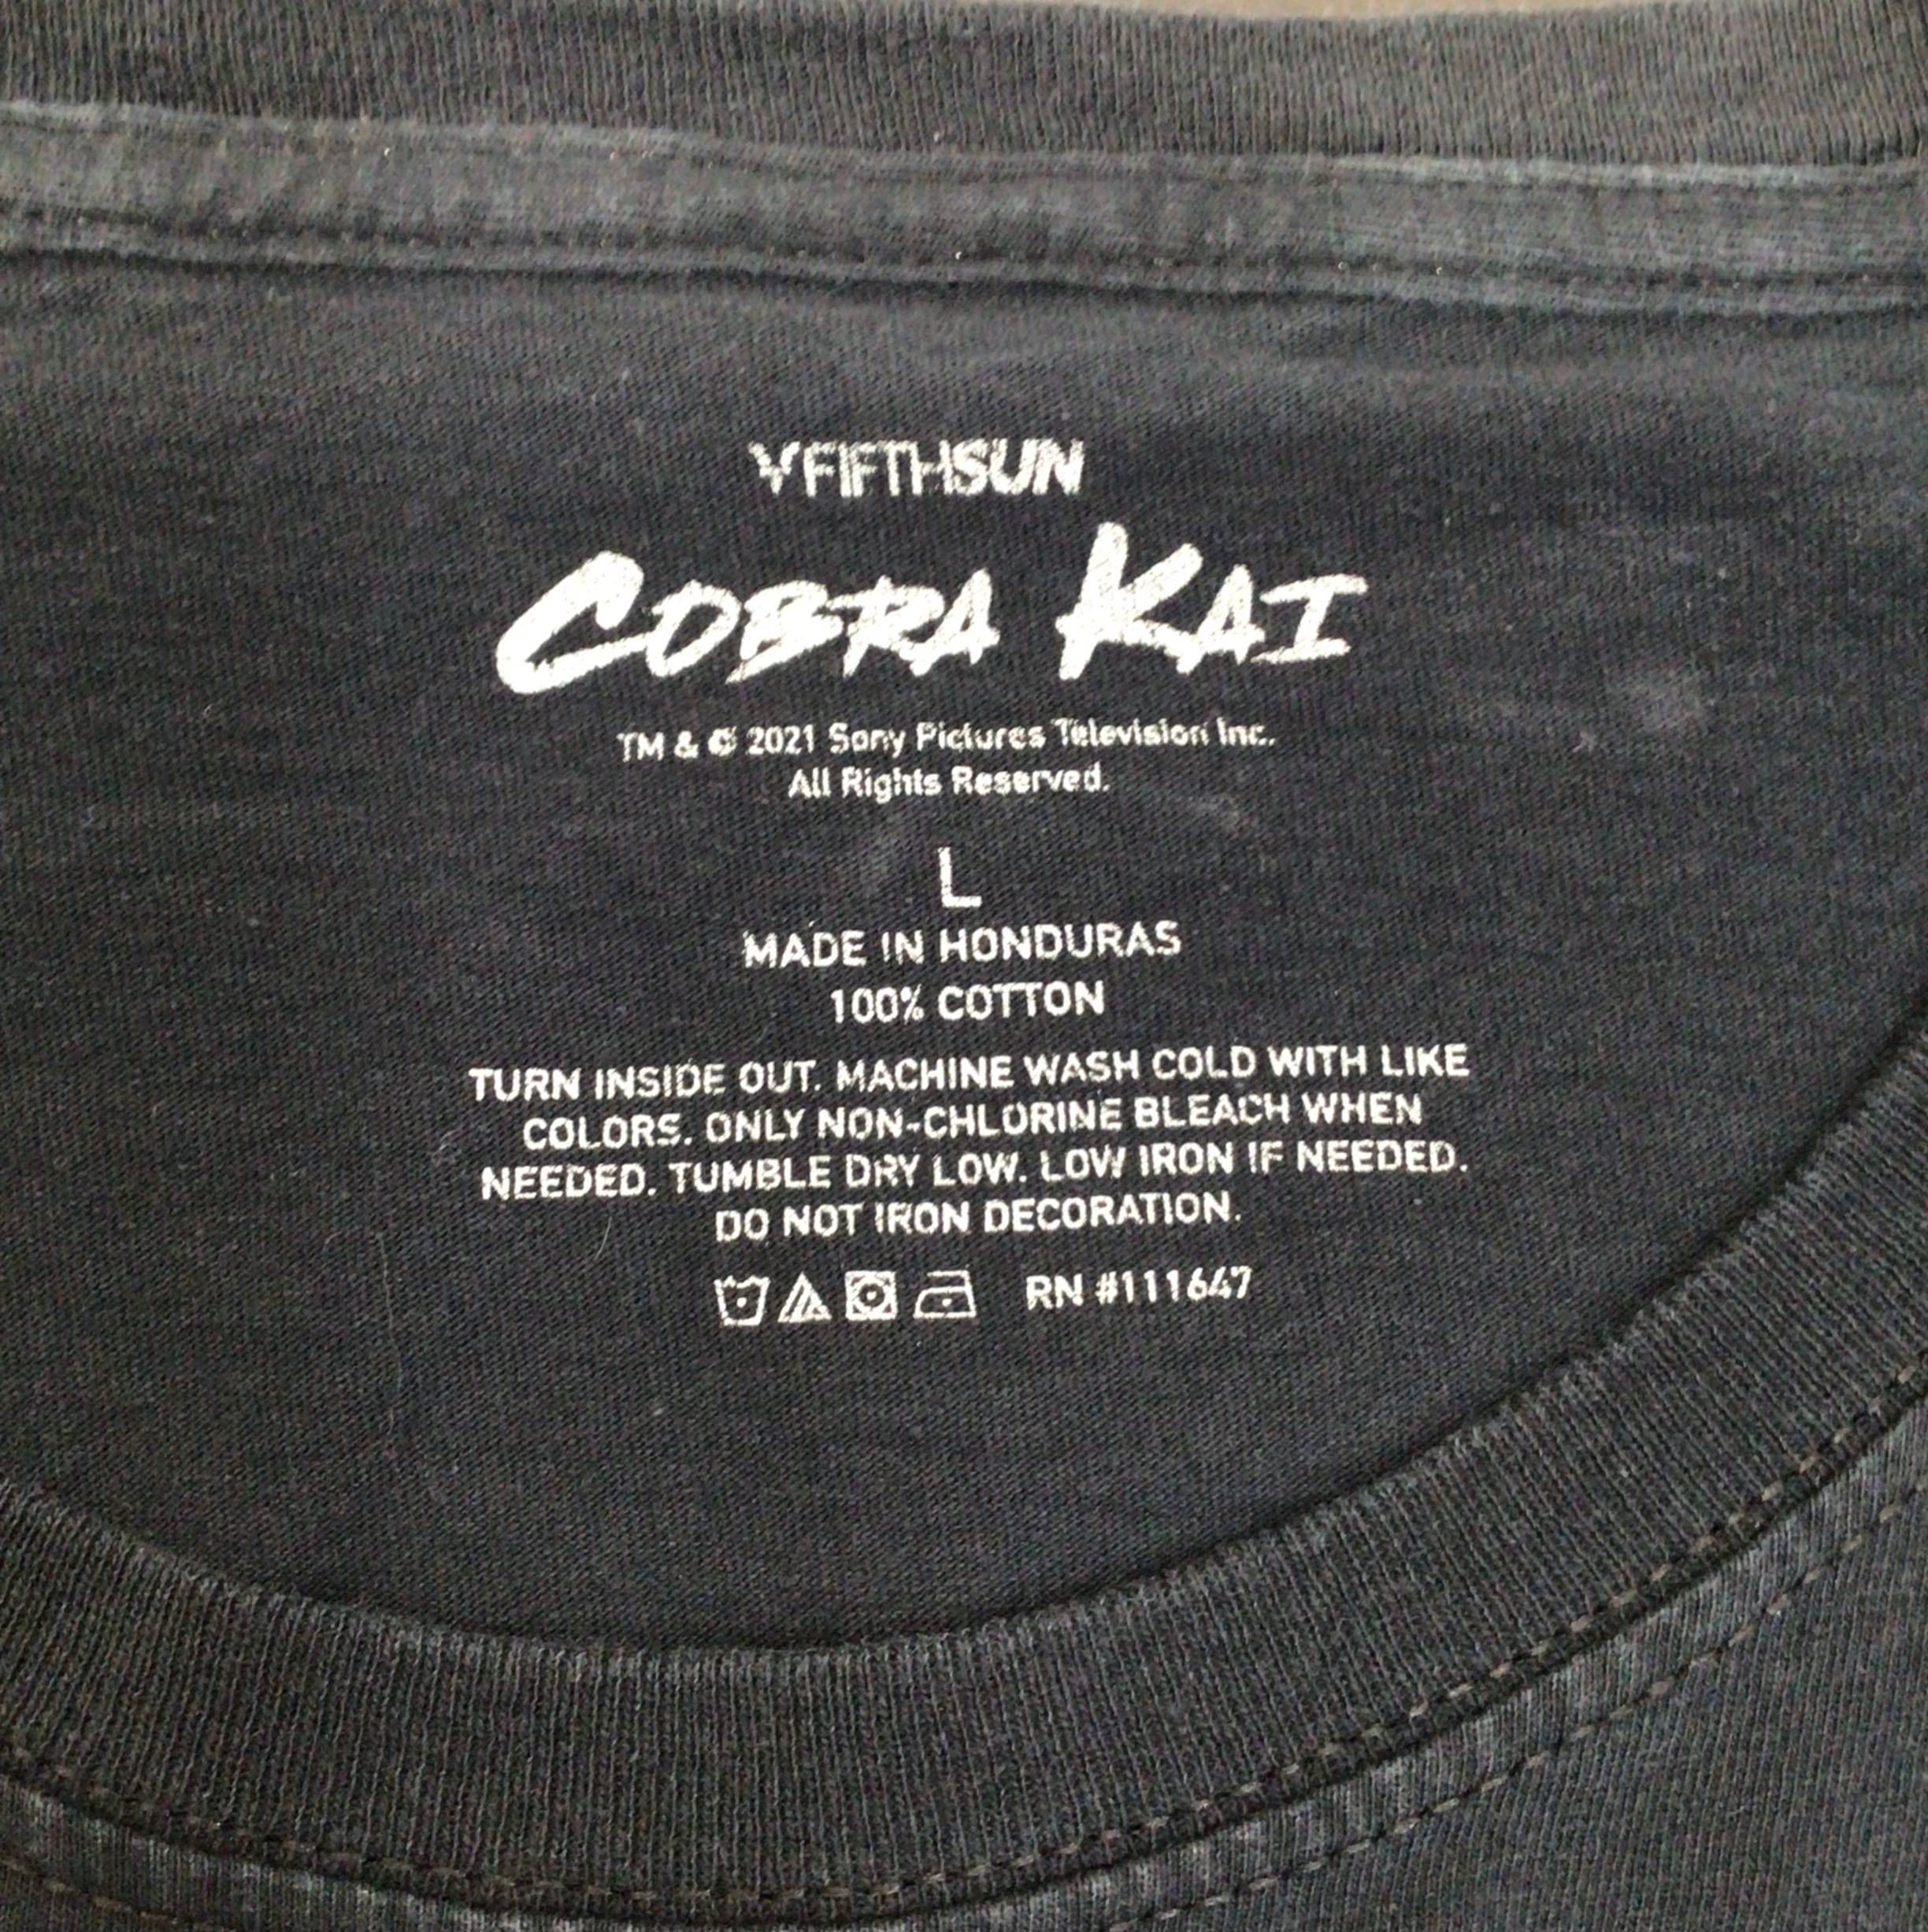 FIFTHSUN
COBRA KAI
TM & © 2021 Sony Pictures Television Inc.
All Rights Reserved.
L
MADE IN HONDURAS
100% COTTON
TURN INSIDE OUT. MACHINE WASH COLD WITH LIKE
COLORS. ONLY NON-CHLORINE BLEACH WHEN
NEEDED. TUMBLE DRY LOW. LOW IRON IF NEEDED.
DO NOT IRON DECORATION.
RN #111647